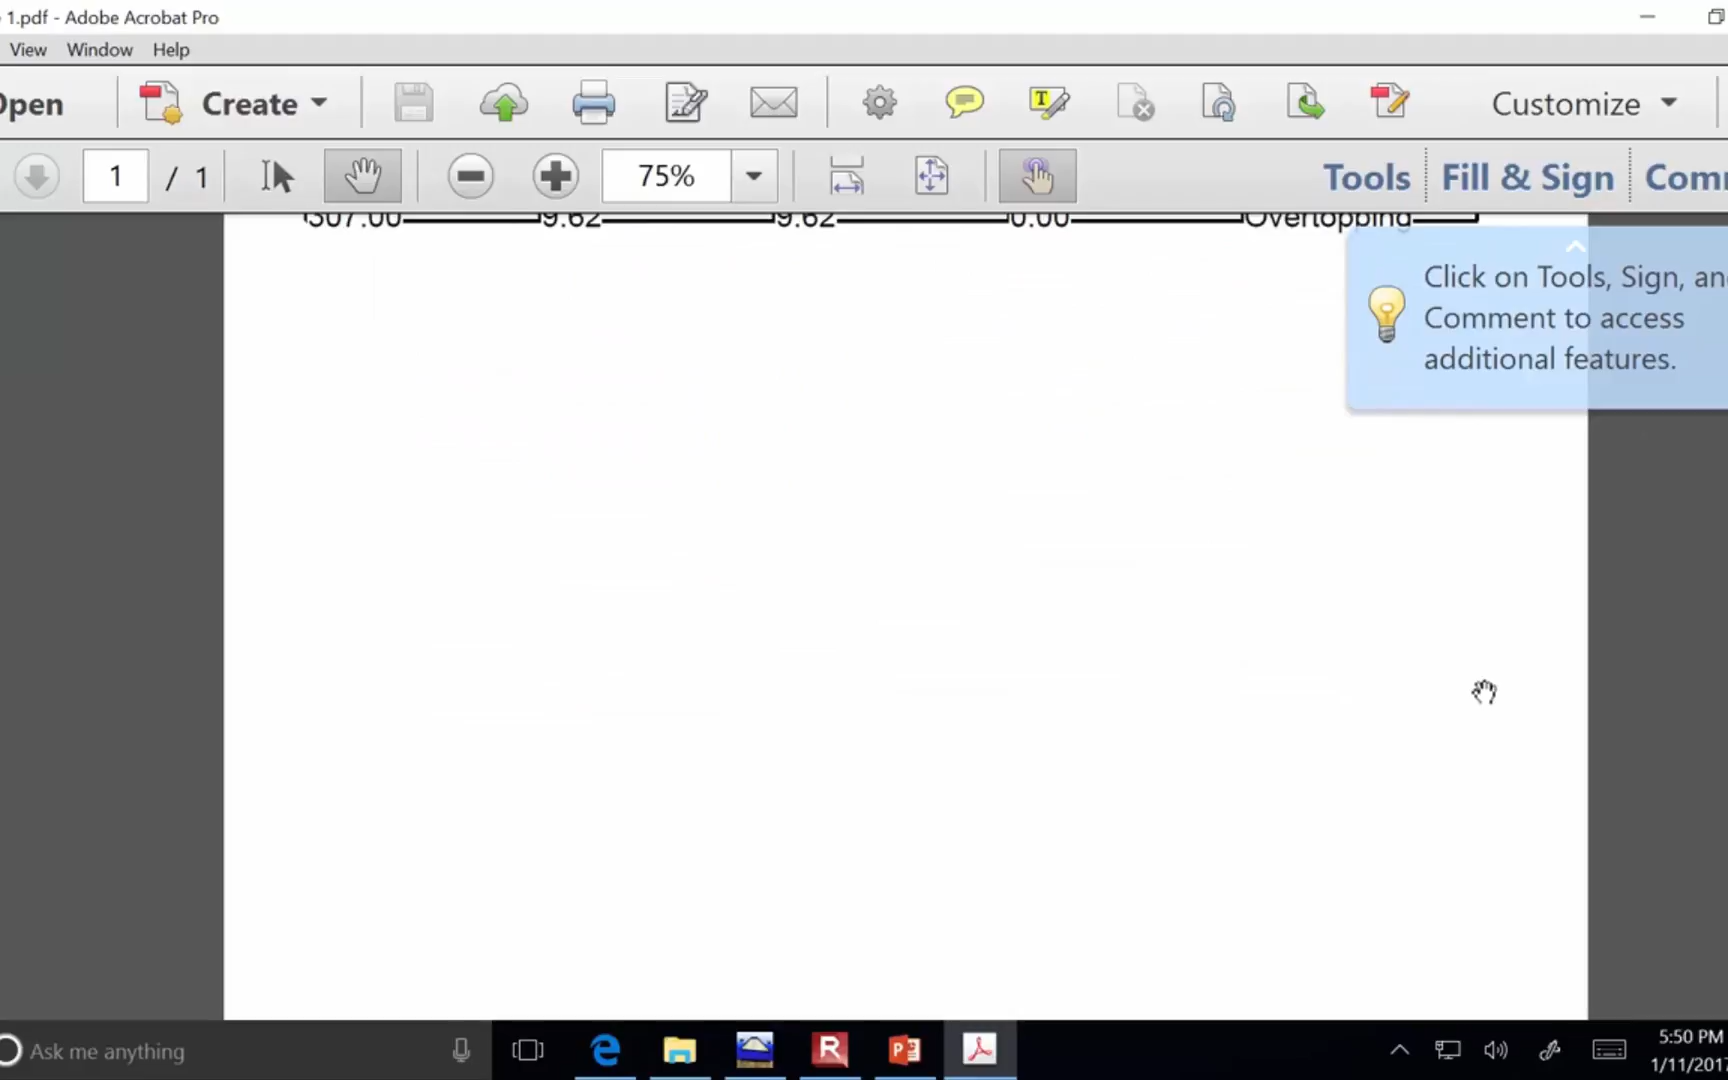 1.pdf - Adobe Acrobat Pro
View Window Help
Open Create Customize
1 / 1 75% Tools Fill & Sign Com
307.00 9.62 9.62 0.00 Overtopping
Click on Tools, Sign, an
Comment to access
additional features.
Ask me anything
5:50 PM
1/11/201